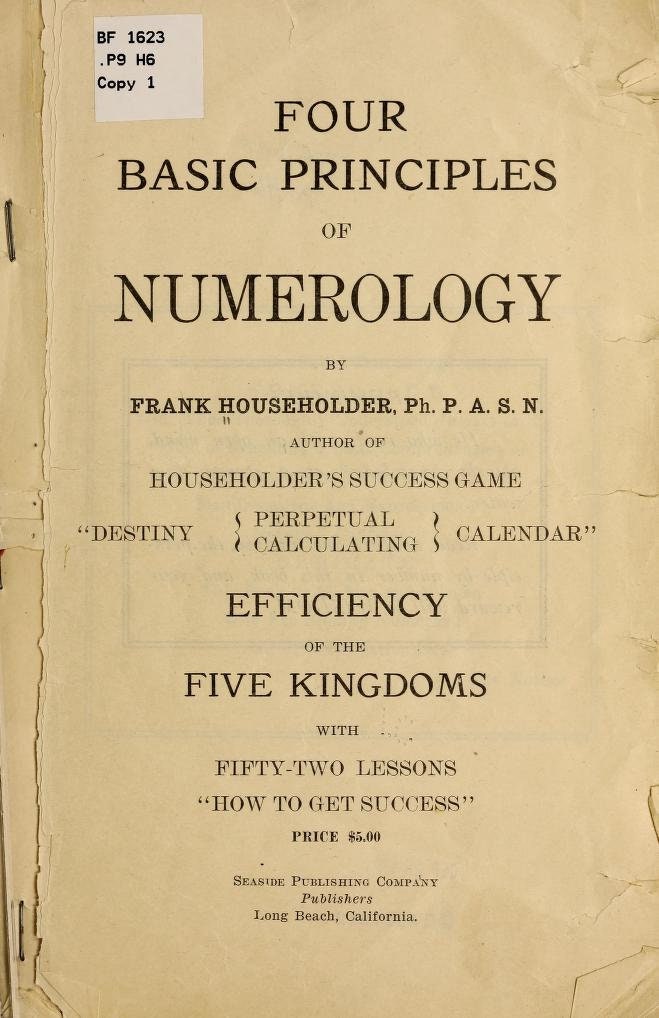 BF 1623
.P9 H6
Copy 1
FOUR
BASIC PRINCIPLES
OF
NUMEROLOGY
BY
FRANK HOUSEHOLDER, Ph. P. A. S. N.
AUTHOR OF
HOUSEHOLDER'S SUCCESS GAME
"DESTINY { PERPETUAL CALCULATING } CALENDAR"
EFFICIENCY
OF THE
FIVE KINGDOMS
WITH
FIFTY-TWO LESSONS
"HOW TO GET SUCCESS"
PRICE $5.00
SEASIDE PUBLISHING COMPANY
Publishers
Long Beach, California.